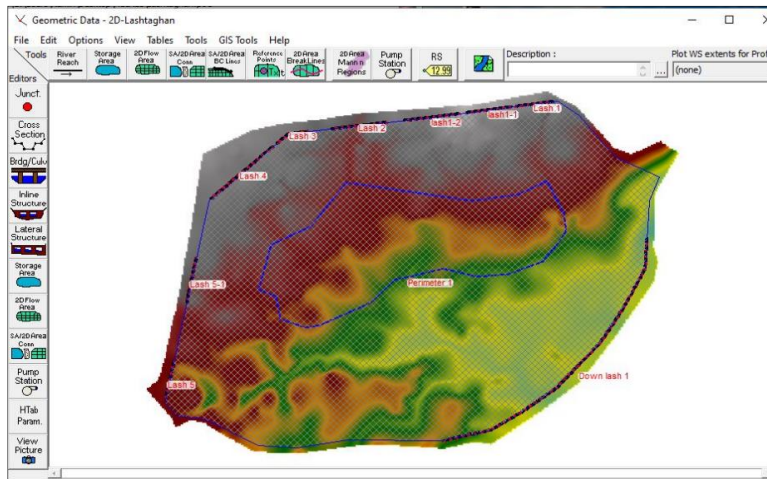 Geometric Data - 2D-Lashtaghan
File Edit Options View Tables Tools GIS Tools Help
Tools
River
Reach
Storage
Area
2D Flow
Area
SA/2D Area
Conn
SA/2D Area
BC Lines
Reference
Points
2D Area
BreakLines
2D Area
Mann n
Regions
Pump
Station
RS
12.99
Description :
...
Plot WS extents for Prof
(none)
Editors
Junct.
Cross
Section
Brdg/Culv
Inline
Structure
Lateral
Structure
Storage
Area
2D Flow
Area
SA/2D Area
Conn
Pump
Station
HTab
Param.
View
Picture
Lash 1
lash1-1
lash1-2
Lash 2
Lash 3
Lash 4
Lash 5-1
Perimeter 1
Lash 5
Down lash 1